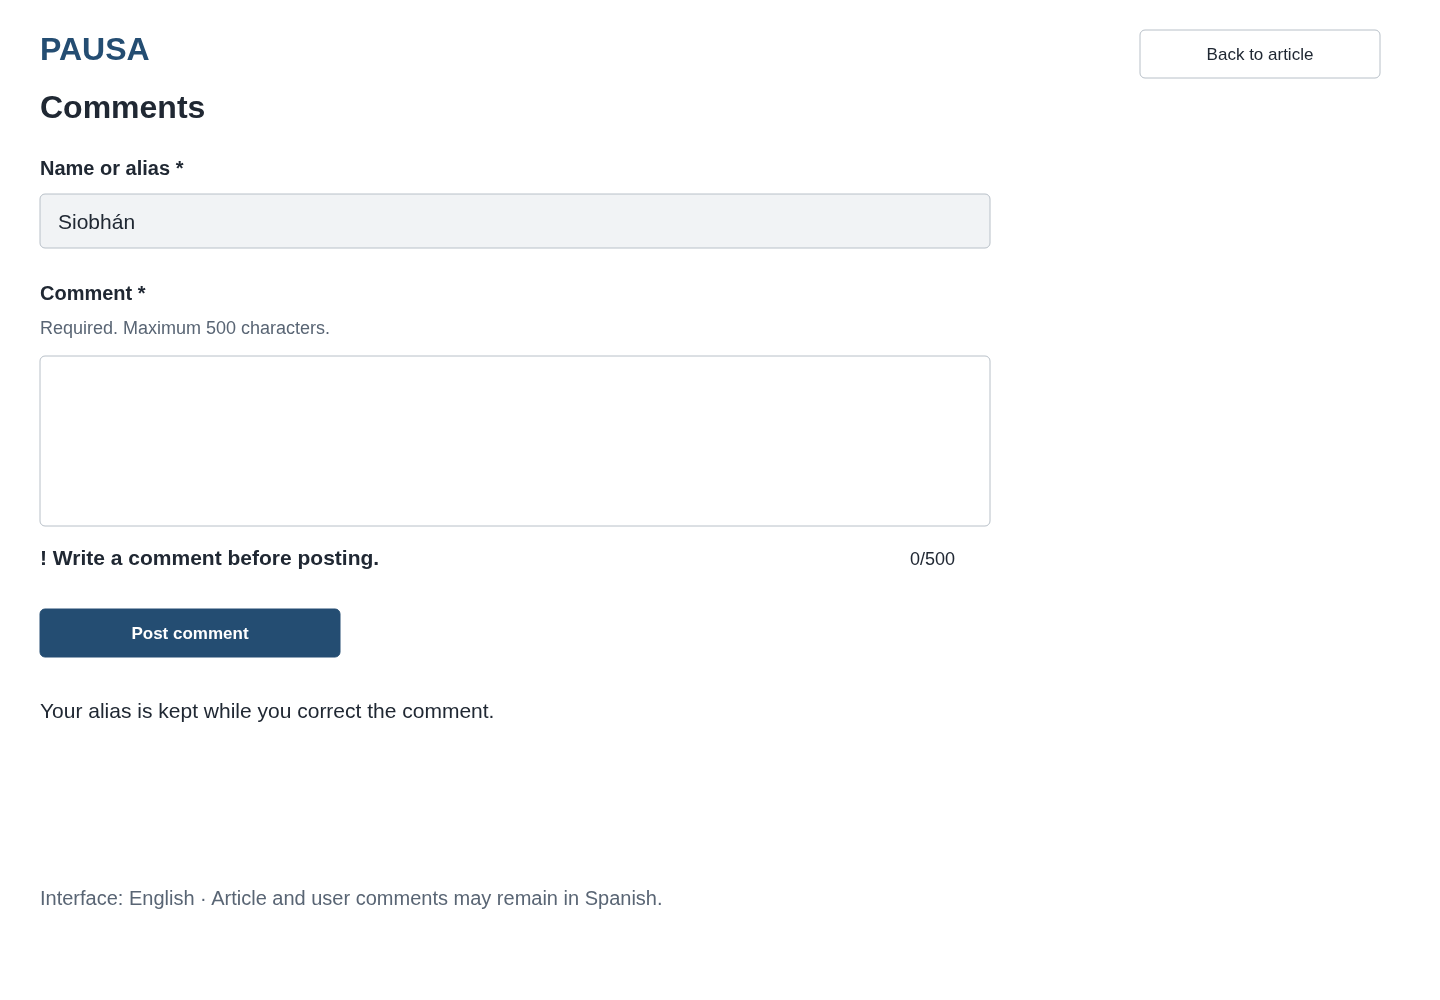 PAUSA
Back to article
Comments
Name or alias *
Siobhán
Comment *
Required. Maximum 500 characters.
! Write a comment before posting.
0/500
Post comment
Your alias is kept while you correct the comment.
Interface: English · Article and user comments may remain in Spanish.